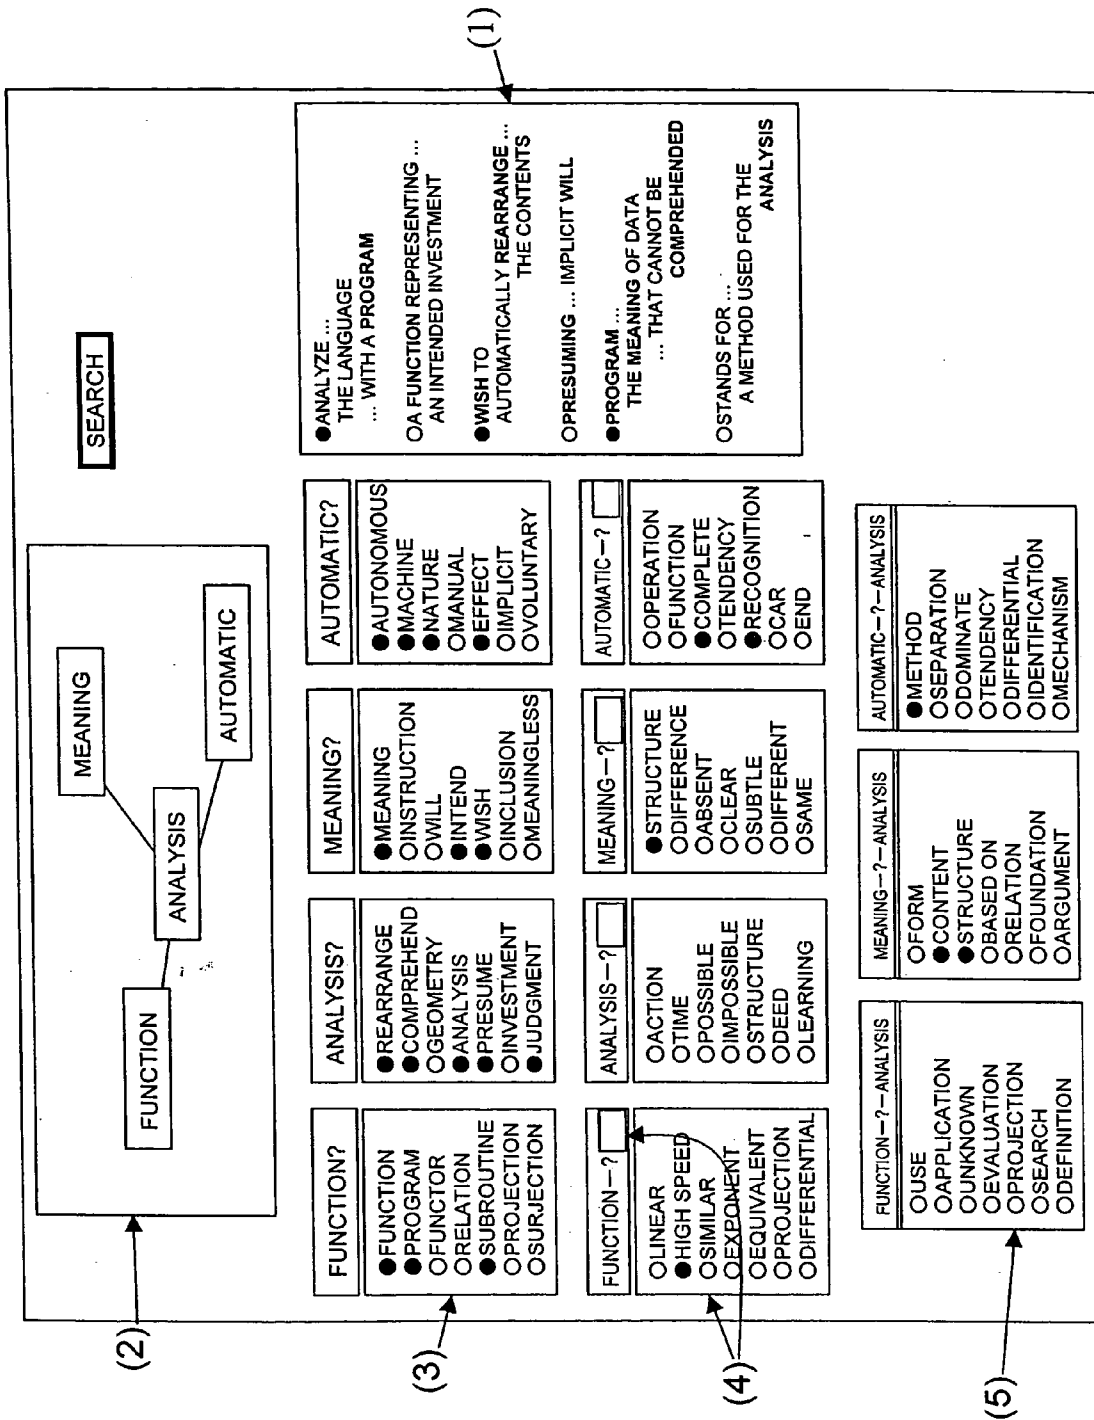 SEARCH
FUNCTION
ANALYSIS
MEANING
AUTOMATIC
(2)
FUNCTION?
●FUNCTION
●PROGRAM
○FUNCTOR
○RELATION
●SUBROUTINE
○PROJECTION
○SURJECTION
ANALYSIS?
●REARRANGE
●COMPREHEND
○GEOMETRY
●ANALYSIS
●PRESUME
○INVESTMENT
●JUDGMENT
MEANING?
●MEANING
○INSTRUCTION
○WILL
●INTEND
●WISH
○INCLUSION
○MEANINGLESS
AUTOMATIC?
●AUTONOMOUS
●MACHINE
●NATURE
○MANUAL
●EFFECT
○IMPLICIT
○VOLUNTARY
(3)
●ANALYZE ...
THE LANGUAGE
... WITH A PROGRAM
○A FUNCTION REPRESENTING ...
AN INTENDED INVESTMENT
●WISH TO
AUTOMATICALLY REARRANGE ...
THE CONTENTS
○PRESUMING ... IMPLICIT WILL
●PROGRAM ...
THE MEANING OF DATA
... THAT CANNOT BE
COMPREHENDED
○STANDS FOR ...
A METHOD USED FOR THE
ANALYSIS
(1)
FUNCTION—?
○LINEAR
●HIGH SPEED
○SIMILAR
○EXPONENT
○EQUIVALENT
○PROJECTION
○DIFFERENTIAL
ANALYSIS—?
○ACTION
○TIME
○POSSIBLE
○IMPOSSIBLE
○STRUCTURE
○DEED
○LEARNING
MEANING—?
●STRUCTURE
○DIFFERENCE
○ABSENT
○CLEAR
○SUBTLE
○DIFFERENT
○SAME
AUTOMATIC—?
○OPERATION
○FUNCTION
●COMPLETE
○TENDENCY
●RECOGNITION
○CAR
○END
(4)
FUNCTION—?—ANALYSIS
○USE
○APPLICATION
○UNKNOWN
○EVALUATION
○PROJECTION
○SEARCH
○DEFINITION
MEANING—?—ANALYSIS
○FORM
●CONTENT
●STRUCTURE
○BASED ON
○RELATION
○FOUNDATION
○ARGUMENT
AUTOMATIC—?—ANALYSIS
●METHOD
○SEPARATION
○DOMINATE
○TENDENCY
○DIFFERENTIAL
○IDENTIFICATION
○MECHANISM
(5)